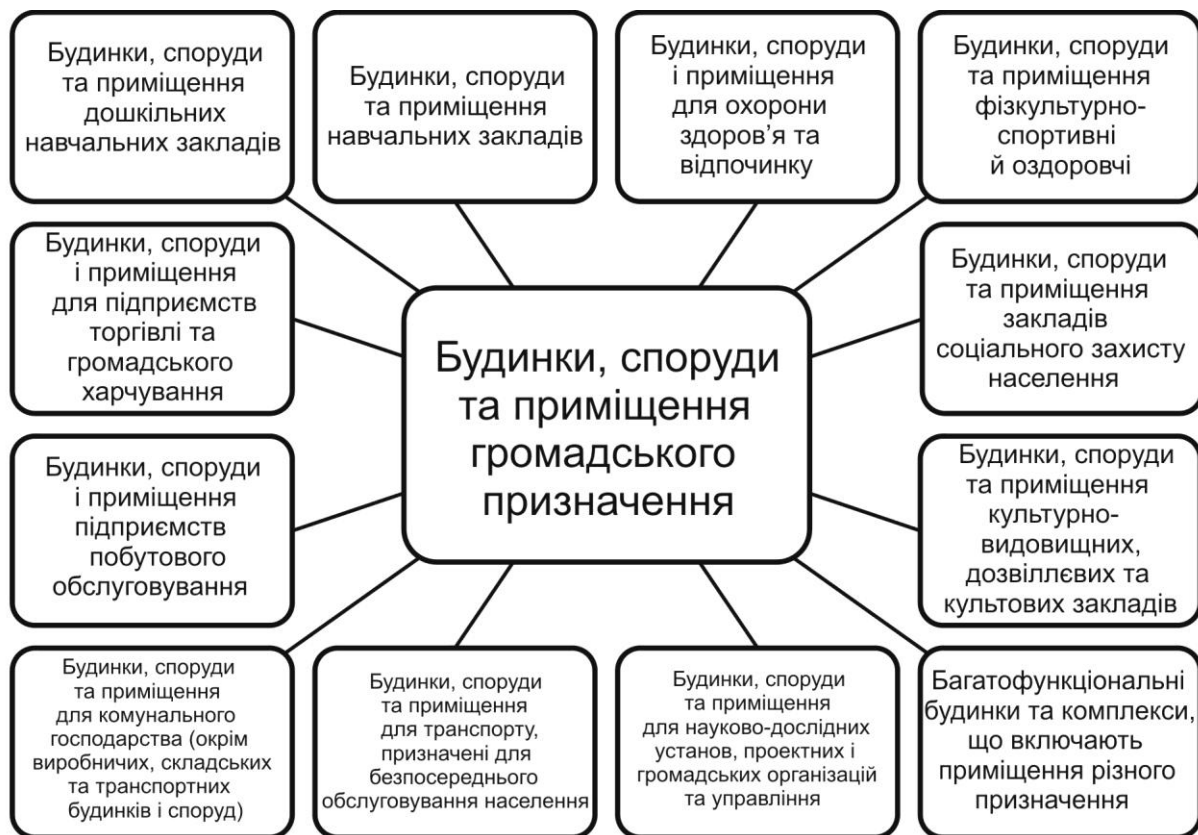 Будинки, споруди
та приміщення
дошкільних
навчальних закладів
Будинки, споруди
та приміщення
навчальних закладів
Будинки, споруди
і приміщення
для охорони
здоров’я та
відпочинку
Будинки, споруди
та приміщення
фізкультурно-
спортивні
й оздоровчі
Будинки, споруди
і приміщення
для підприємств
торгівлі та
громадського
харчування
Будинки, споруди
та приміщення
громадського
призначення
Будинки, споруди
та приміщення
закладів
соціального захисту
населення
Будинки, споруди
і приміщення
підприємств
побутового
обслуговування
Будинки, споруди
та приміщення
культурно-
видовищних,
дозвіллєвих та
культових закладів
Будинки, споруди
та приміщення
для комунального
господарства (окрім
виробничих, складських
та транспортних
будинків і споруд)
Будинки, споруди
та приміщення
для транспорту,
призначені для
безпосереднього
обслуговування населення
Будинки, споруди
та приміщення
для науково-дослідних
установ, проектних і
громадських організацій
та управління
Багатофункціональні
будинки та комплекси,
що включають
приміщення різного
призначення